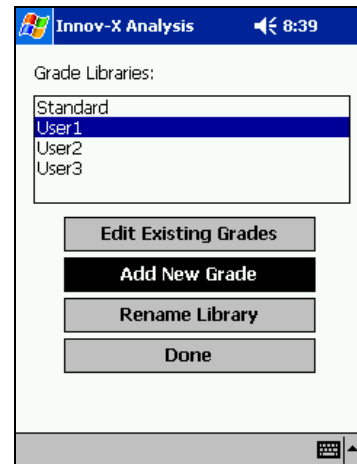 Innov-X Analysis 8:39
Grade Libraries:
Standard
User1
User2
User3
Edit Existing Grades
Add New Grade
Rename Library
Done